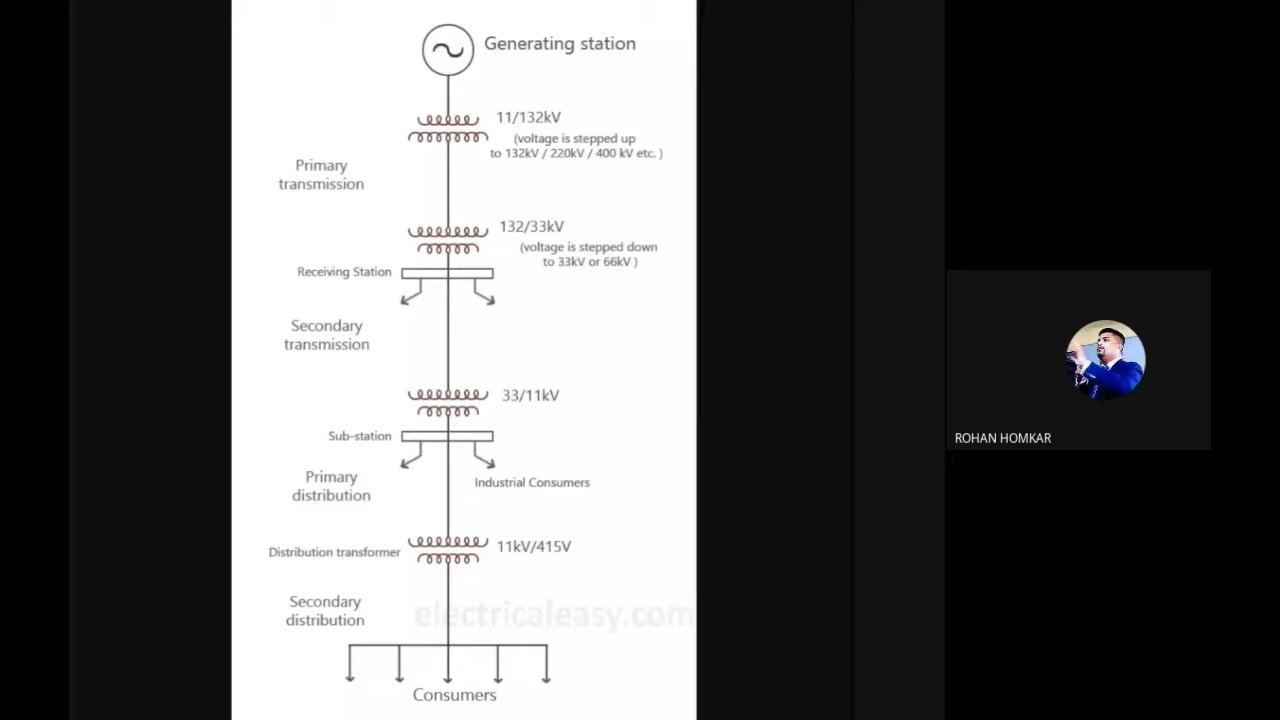 Generating station
11/132kV
(voltage is stepped up
to 132kV / 220kV / 400 kV etc. )
Primary
transmission
132/33kV
(voltage is stepped down
to 33kV or 66kV )
Receiving Station
Secondary
transmission
33/11kV
Sub-station
Primary
distribution
Industrial Consumers
Distribution transformer
11kV/415V
Secondary
distribution
electricaleasy.com
Consumers
ROHAN HOMKAR